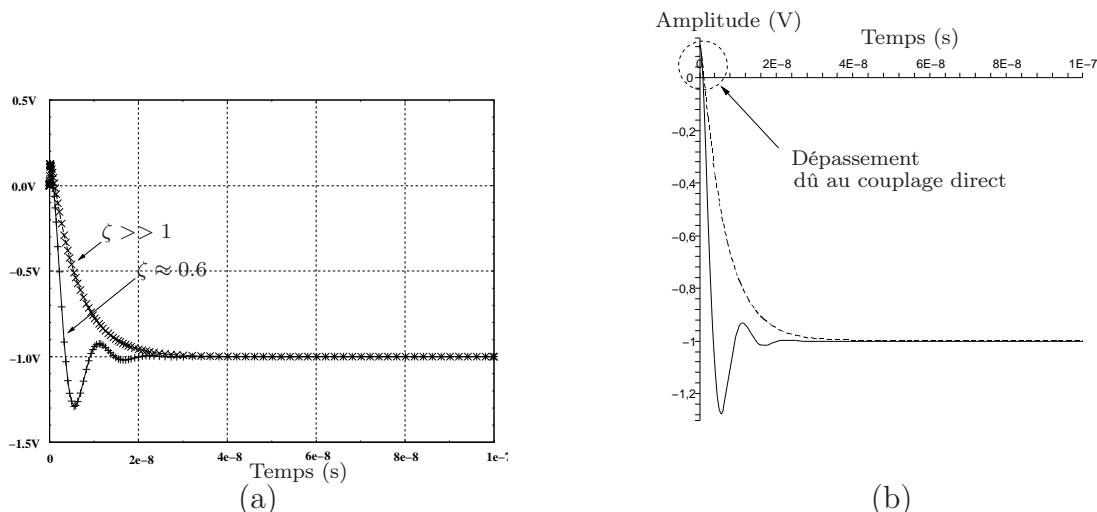 0.5V
0.0V
−0.5V
−1.0V
−1.5V
ζ >> 1
ζ ≈ 0.6
0 2e−8 4e−8 6e−8 8e−8 1e−7
Temps (s)
(a)
Amplitude (V)
Temps (s)
0 2E-8 4E-8 6E-8 8E-8 1E-7
0
-0,2
-0,4
-0,6
-0,8
-1
-1,2
Dépassement
dû au couplage direct
(b)